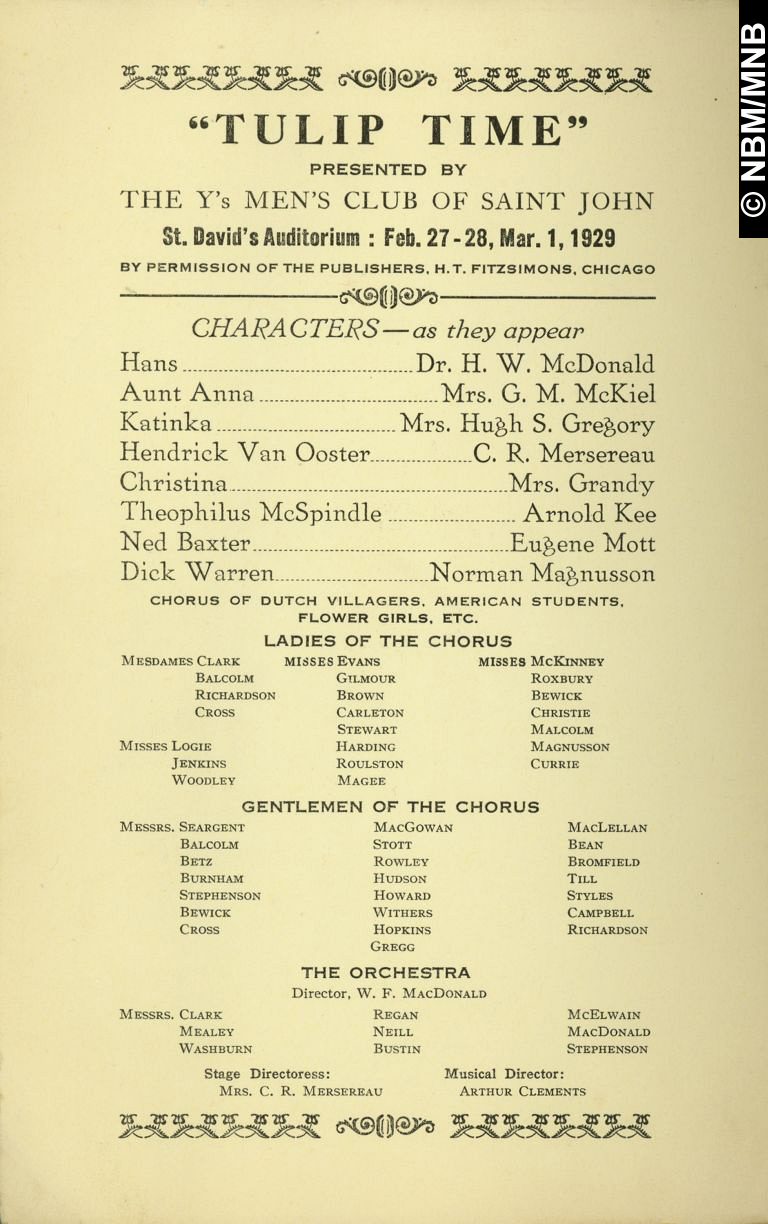 © NBM/MNB
“TULIP TIME”
PRESENTED BY
THE Y's MEN'S CLUB OF SAINT JOHN
St. David's Auditorium : Feb. 27-28, Mar. 1, 1929
BY PERMISSION OF THE PUBLISHERS, H. T. FITZSIMONS, CHICAGO
CHARACTERS—as they appear
Hans Dr. H. W. McDonald
Aunt Anna Mrs. G. M. McKiel
Katinka Mrs. Hugh S. Gregory
Hendrick Van Ooster C. R. Mersereau
Christina Mrs. Grandy
Theophilus McSpindle Arnold Kee
Ned Baxter Eugene Mott
Dick Warren Norman Magnusson
CHORUS OF DUTCH VILLAGERS, AMERICAN STUDENTS,
FLOWER GIRLS, ETC.
LADIES OF THE CHORUS
MESDAMES CLARK MISSES EVANS MISSES McKINNEY
BALCOLM GILMOUR ROXBURY
RICHARDSON BROWN BEWICK
CROSS CARLETON CHRISTIE
STEWART MALCOLM
MISSES LOGIE HARDING MAGNUSSON
JENKINS ROULSTON CURRIE
WOODLEY MAGEE
GENTLEMEN OF THE CHORUS
MESSRS. SEARGENT MACGOWAN MACLELLAN
BALCOLM STOTT BEAN
BETZ ROWLEY BROMFIELD
BURNHAM HUDSON TILL
STEPHENSON HOWARD STYLES
BEWICK WITHERS CAMPBELL
CROSS HOPKINS RICHARDSON
GREGG
THE ORCHESTRA
Director, W. F. MACDONALD
MESSRS. CLARK REGAN McELWAIN
MEALEY NEILL MACDONALD
WASHBURN BUSTIN STEPHENSON
Stage Directoress: Musical Director:
MRS. C. R. MERSEREAU ARTHUR CLEMENTS